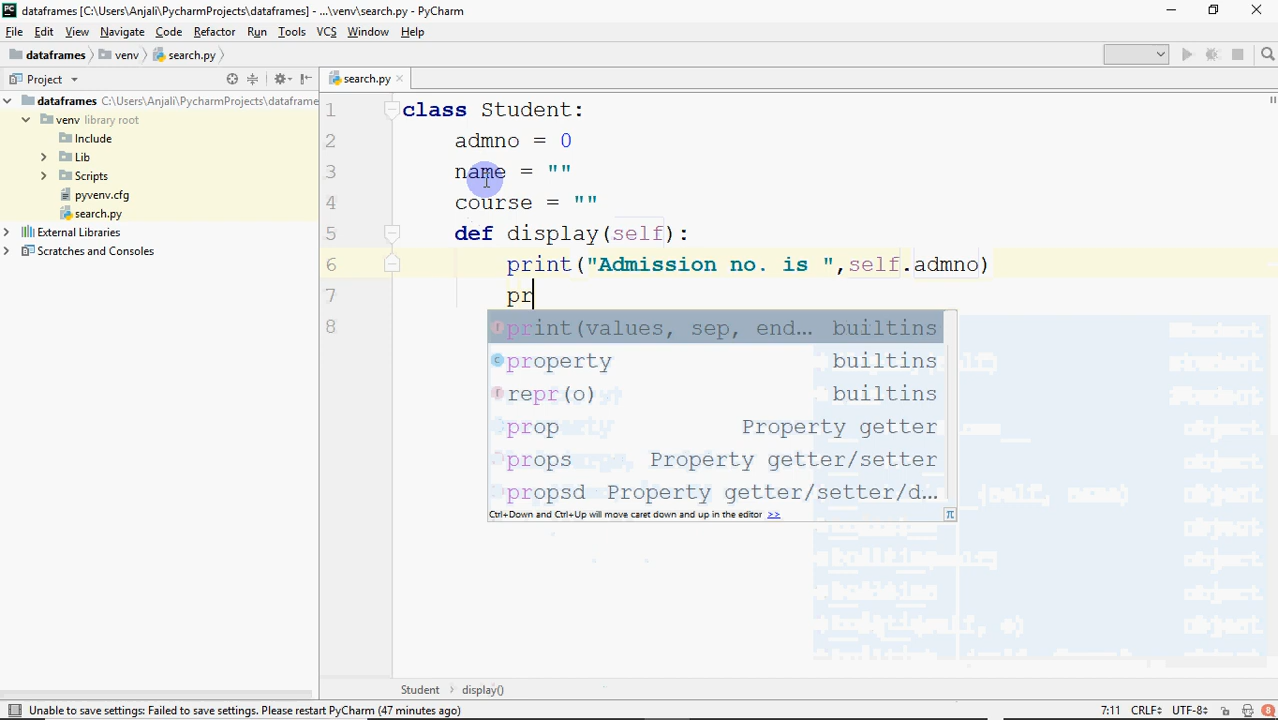 dataframes [C:\Users\Anjali\PycharmProjects\dataframes] - ...\venv\search.py - PyCharm
File Edit View Navigate Code Refactor Run Tools VCS Window Help
dataframes venv search.py
Project search.py
dataframes C:\Users\Anjali\PycharmProjects\dataframe
venv library root
Include
Lib
Scripts
pyvenv.cfg
search.py
External Libraries
Scratches and Consoles
1 class Student:
2 admno = 0
3 name = ""
4 course = ""
5 def display(self):
6 print("Admission no. is ",self.admno)
7 pr
8
print(values, sep, end... builtins
property builtins
repr(o) builtins
prop Property getter
props Property getter/setter
propsd Property getter/setter/d...
Ctrl+Down and Ctrl+Up will move caret down and up in the editor >> π
Student display()
Unable to save settings: Failed to save settings. Please restart PyCharm (47 minutes ago) 7:11 CRLF UTF-8 8